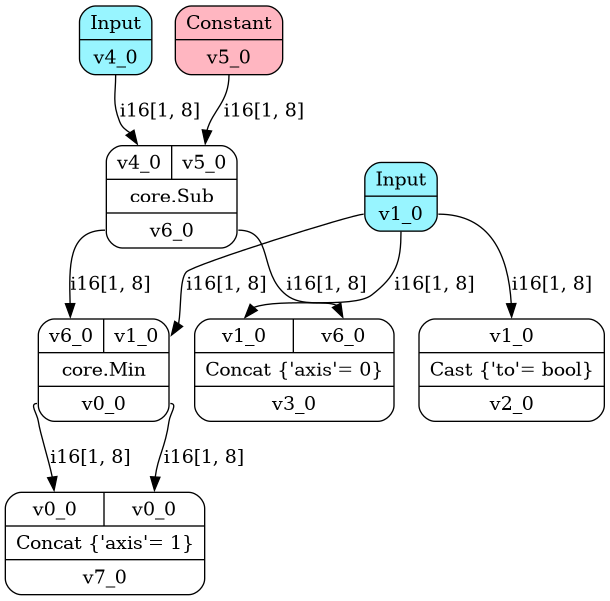 Input
v4_0
Constant
v5_0
i16[1, 8]
i16[1, 8]
v4_0
v5_0
core.Sub
v6_0
Input
v1_0
i16[1, 8]
i16[1, 8]
i16[1, 8]
i16[1, 8]
i16[1, 8]
v6_0
v1_0
core.Min
v0_0
v1_0
v6_0
Concat {'axis'= 0}
v3_0
v1_0
Cast {'to'= bool}
v2_0
i16[1, 8]
i16[1, 8]
v0_0
v0_0
Concat {'axis'= 1}
v7_0